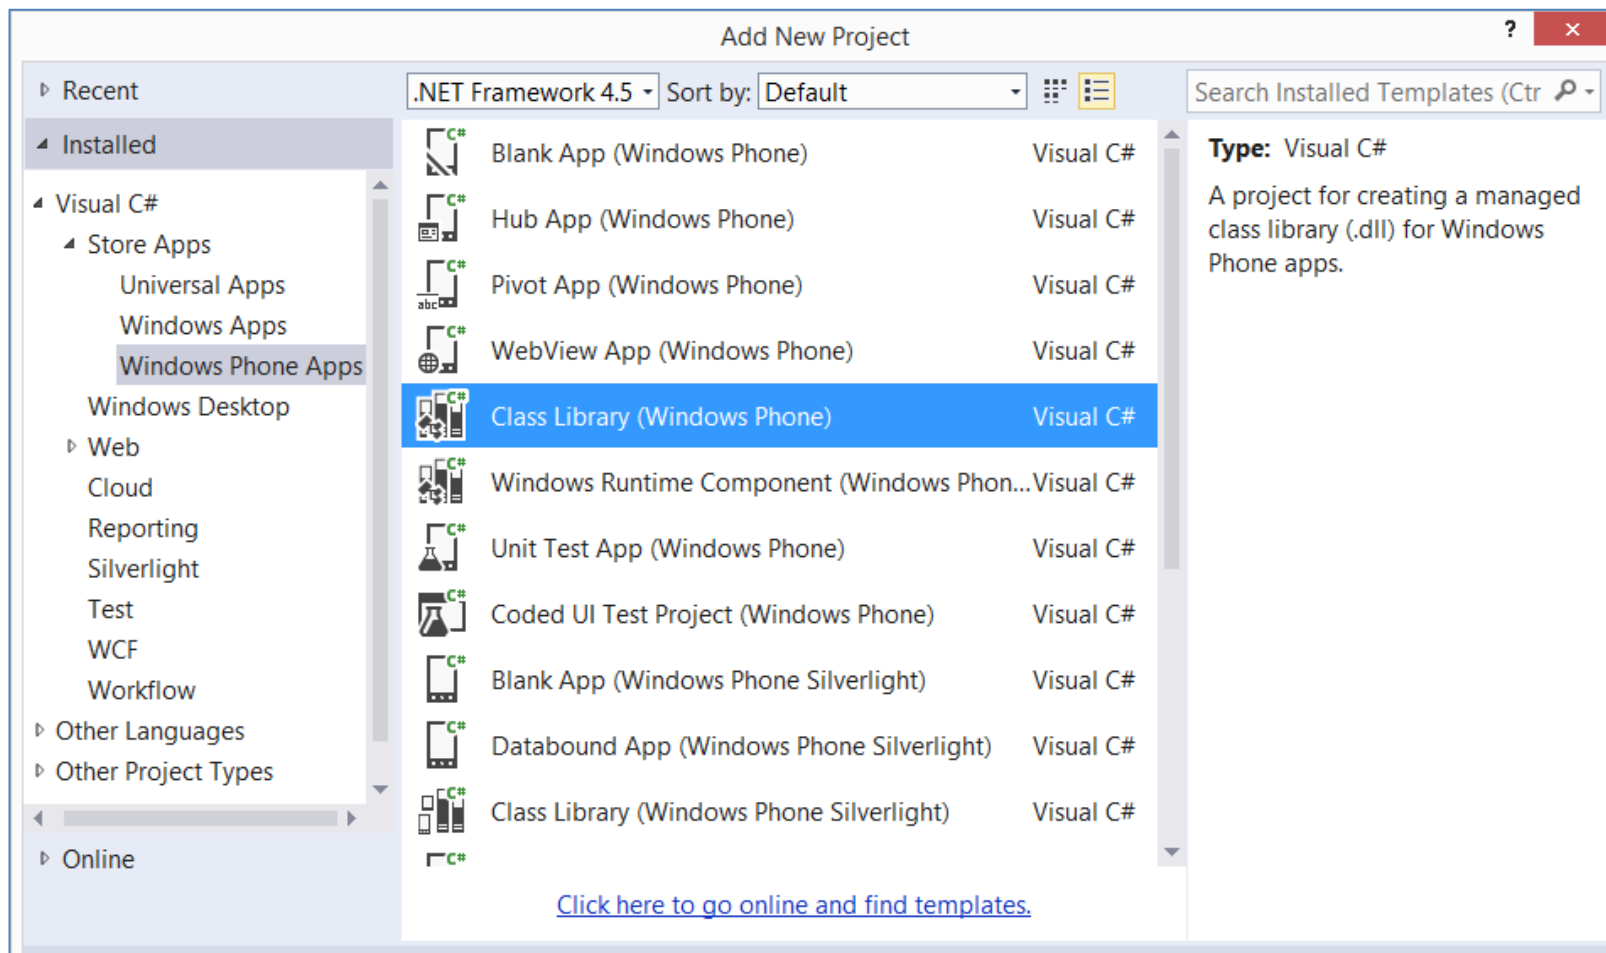 Add New Project
?
Recent
.NET Framework 4.5 Sort by: Default
Search Installed Templates (Ctr
Installed
Visual C#
Store Apps
Universal Apps
Windows Apps
Windows Phone Apps
Windows Desktop
Web
Cloud
Reporting
Silverlight
Test
WCF
Workflow
Other Languages
Other Project Types
Online
C# Blank App (Windows Phone) Visual C#
C# Hub App (Windows Phone) Visual C#
C# abc Pivot App (Windows Phone) Visual C#
C# WebView App (Windows Phone) Visual C#
C# Class Library (Windows Phone) Visual C#
C# Windows Runtime Component (Windows Phon... Visual C#
C# Unit Test App (Windows Phone) Visual C#
C# Coded UI Test Project (Windows Phone) Visual C#
C# Blank App (Windows Phone Silverlight) Visual C#
C# Databound App (Windows Phone Silverlight) Visual C#
C# Class Library (Windows Phone Silverlight) Visual C#
C#
Click here to go online and find templates.
Type: Visual C#
A project for creating a managed
class library (.dll) for Windows
Phone apps.